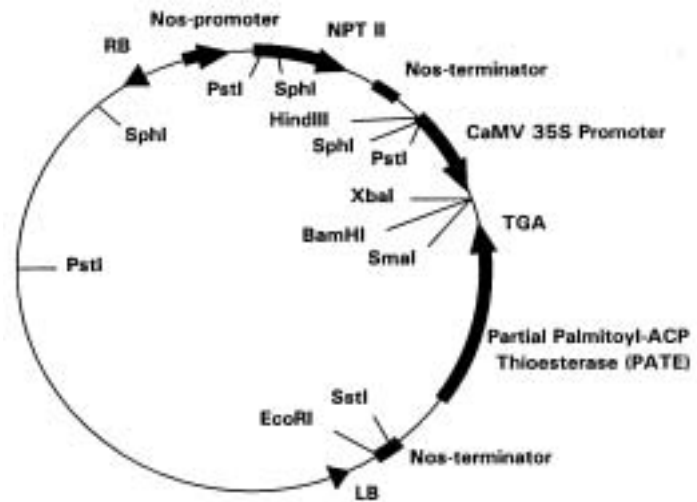 Nos-promoter
NPT II
RB
Nos-terminator
PstI
SphI
HindIII
CaMV 35S Promoter
SphI
SphI
PstI
XbaI
TGA
BamHI
SmaI
PstI
Partial Palmitoyl-ACP
Thioesterase (PATE)
SstI
EcoRI
Nos-terminator
LB